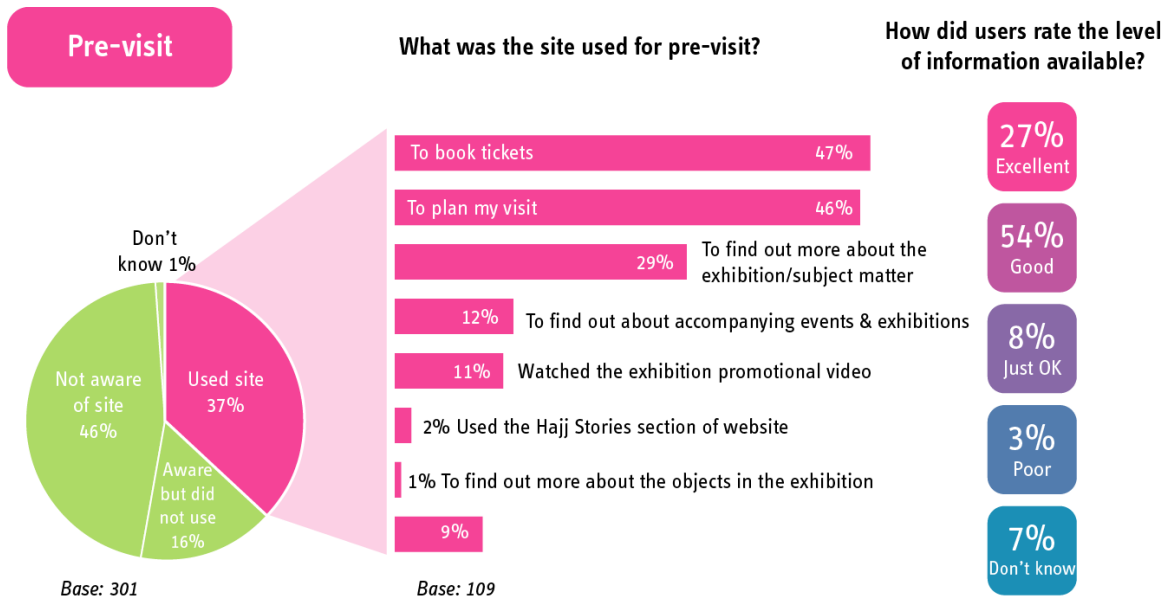 Pre-visit
What was the site used for pre-visit?
How did users rate the level
of information available?
Don't
know 1%
Not aware
of site
46%
Used site
37%
Aware
but did
not use
16%
Base: 301
To book tickets 47%
To plan my visit 46%
29% To find out more about the
exhibition/subject matter
12% To find out about accompanying events & exhibitions
11% Watched the exhibition promotional video
2% Used the Hajj Stories section of website
1% To find out more about the objects in the exhibition
9%
Base: 109
27%
Excellent
54%
Good
8%
Just OK
3%
Poor
7%
Don't know